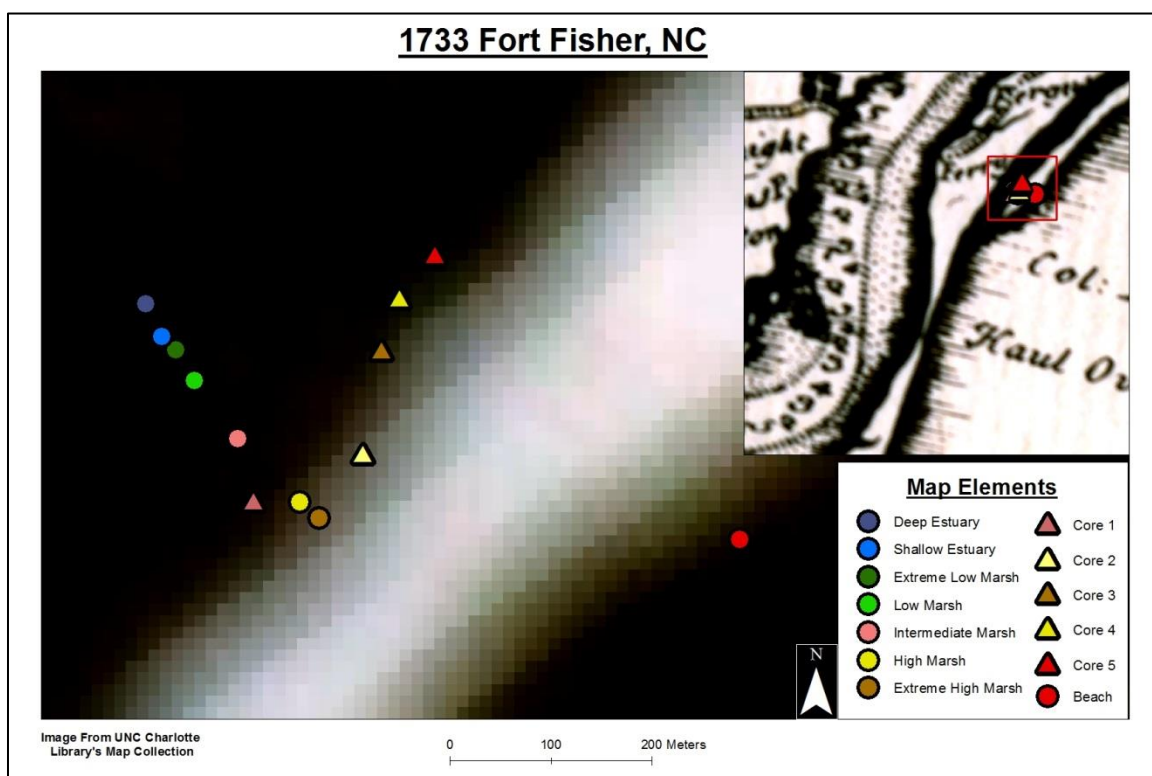 1733 Fort Fisher, NC
Col:
Haul Ov
Map Elements
Deep Estuary
Shallow Estuary
Extreme Low Marsh
Low Marsh
Intermediate Marsh
High Marsh
Extreme High Marsh
Core 1
Core 2
Core 3
Core 4
Core 5
Beach
N
Image From UNC Charlotte
Library's Map Collection
0 100 200 Meters